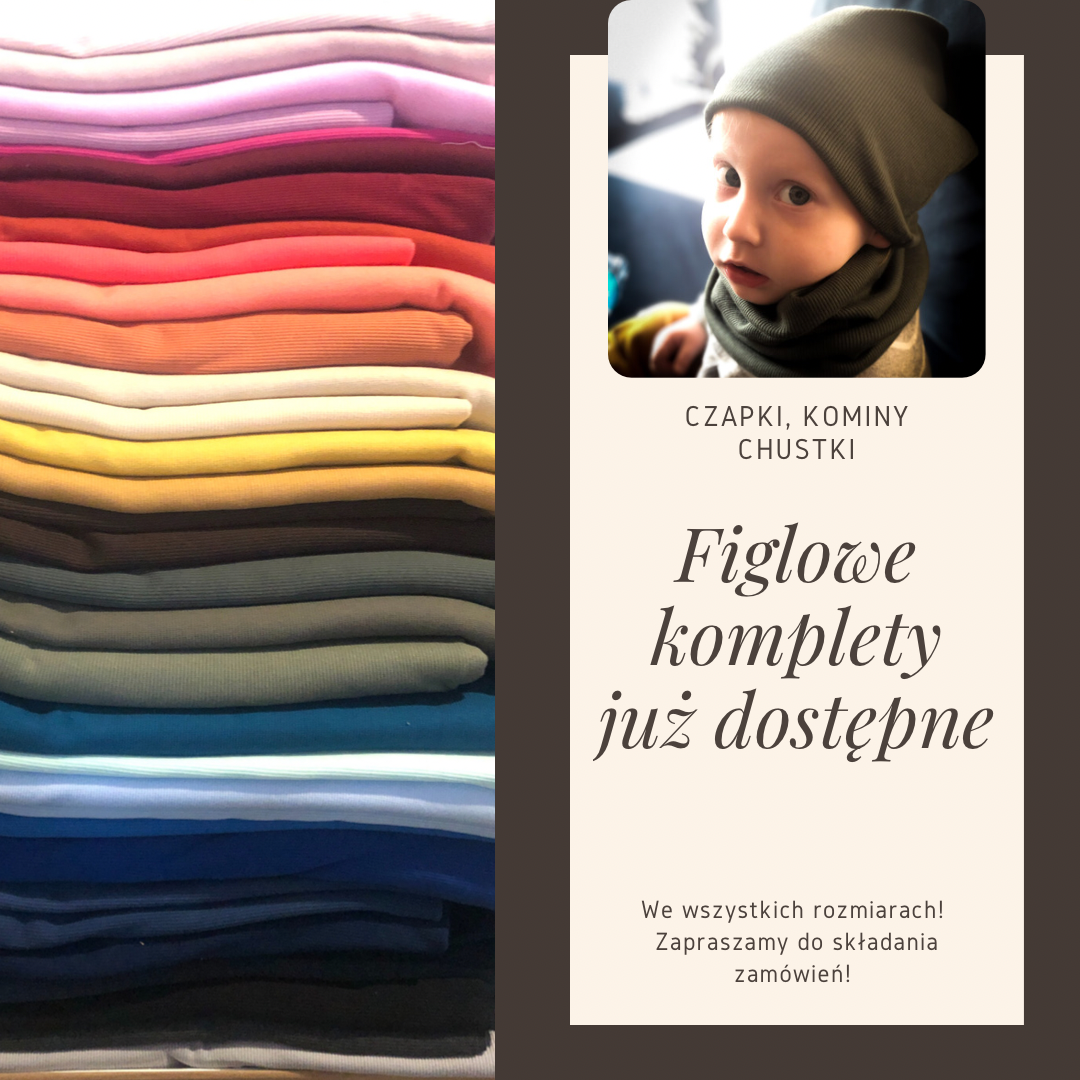 CZAPKI, KOMINY
CHUSTKI
Figlowe
komplety
już dostępne
We wszystkich rozmiarach!
Zapraszamy do składania
zamówień!